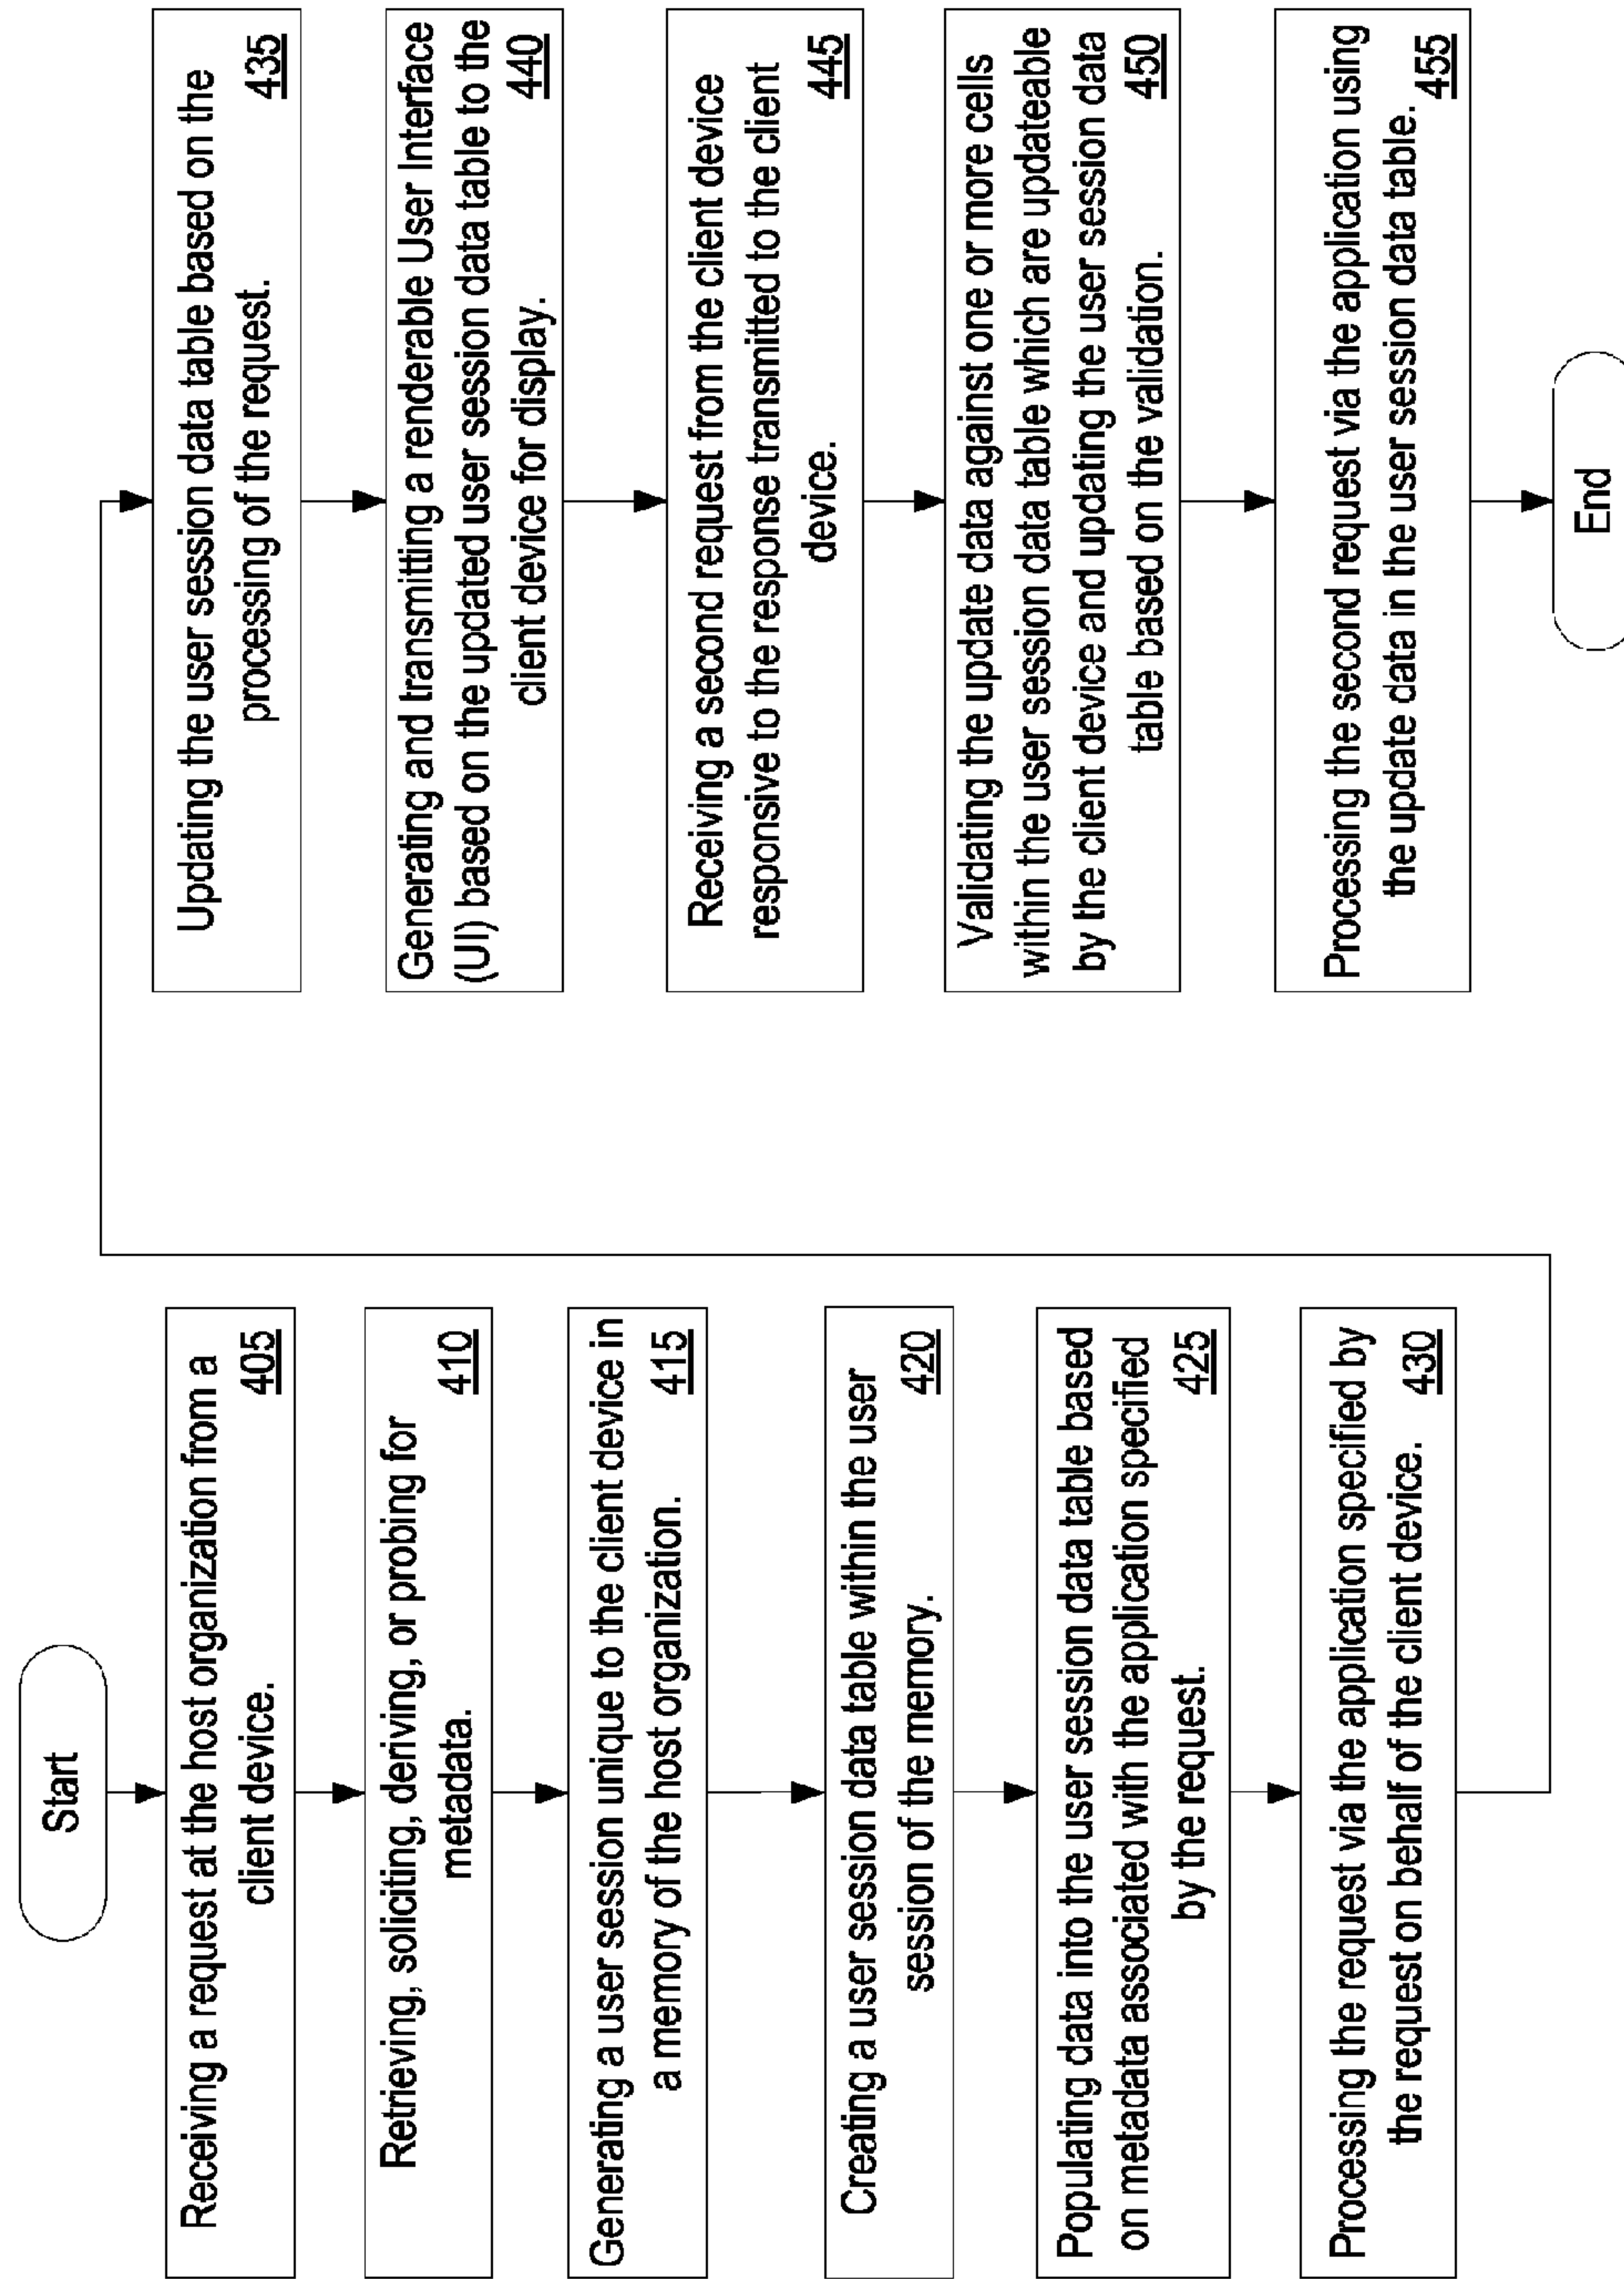 Start
Receiving a request at the host organization from a
client device.
405
Retrieving, soliciting, deriving, or probing for
metadata.
410
Generating a user session unique to the client device in
a memory of the host organization.
415
Creating a user session data table within the user
session of the memory.
420
Populating data into the user session data table based
on metadata associated with the application specified
by the request.
425
Processing the request via the application specified by
the request on behalf of the client device.
430
Updating the user session data table based on the
processing of the request.
435
Generating and transmitting a renderable User Interface
(UI) based on the updated user session data table to the
client device for display.
440
Receiving a second request from the client device
responsive to the response transmitted to the client
device.
445
Validating the update data against one or more cells
within the user session data table which are updateable
by the client device and updating the user session data
table based on the validation.
450
Processing the second request via the application using
the update data in the user session data table.
455
End